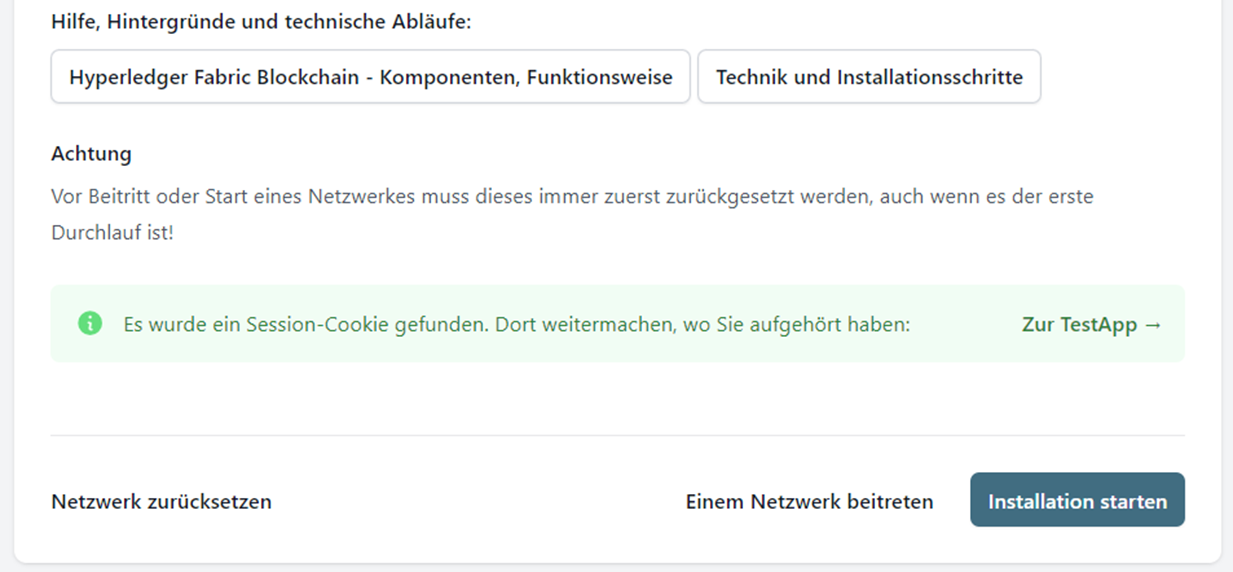 Hilfe, Hintergründe und technische Abläufe:
Hyperledger Fabric Blockchain - Komponenten, Funktionsweise
Technik und Installationsschritte
Achtung
Vor Beitritt oder Start eines Netzwerkes muss dieses immer zuerst zurückgesetzt werden, auch wenn es der erste
Durchlauf ist!
Es wurde ein Session-Cookie gefunden. Dort weitermachen, wo Sie aufgehört haben:
Zur TestApp →
Netzwerk zurücksetzen
Einem Netzwerk beitreten
Installation starten